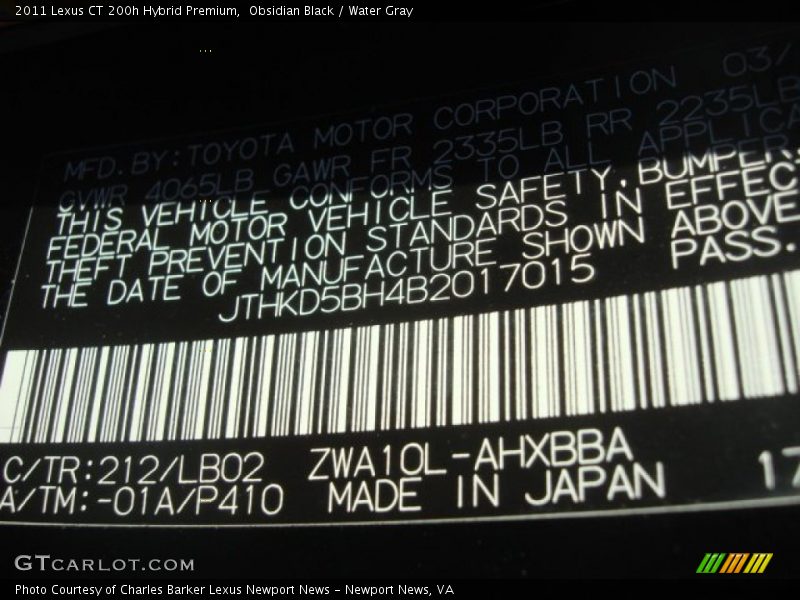 2011 Lexus CT 200h Hybrid Premium,  Obsidian Black / Water Gray
MFD.BY:TOYOTA MOTOR CORPORATION 03/
GVWR 4065LB GAWR FR 2335LB RR 2235LB
THIS VEHICLE CONFORMS TO ALL
FEDERAL MOTOR VEHICLE SAFETY,
THEFT PREVENTION STANDARDS IN
THE DATE OF MANUFACTURE SHOWN ABOVE
JTHKD5BH4B2017015 PASS.
C/TR:212/LB02 ZWA10L-AHXBBA
A/TM:-01A/P410 MADE IN JAPAN 17
GTCARLOT.COM
Photo Courtesy of Charles Barker Lexus Newport News - Newport News, VA